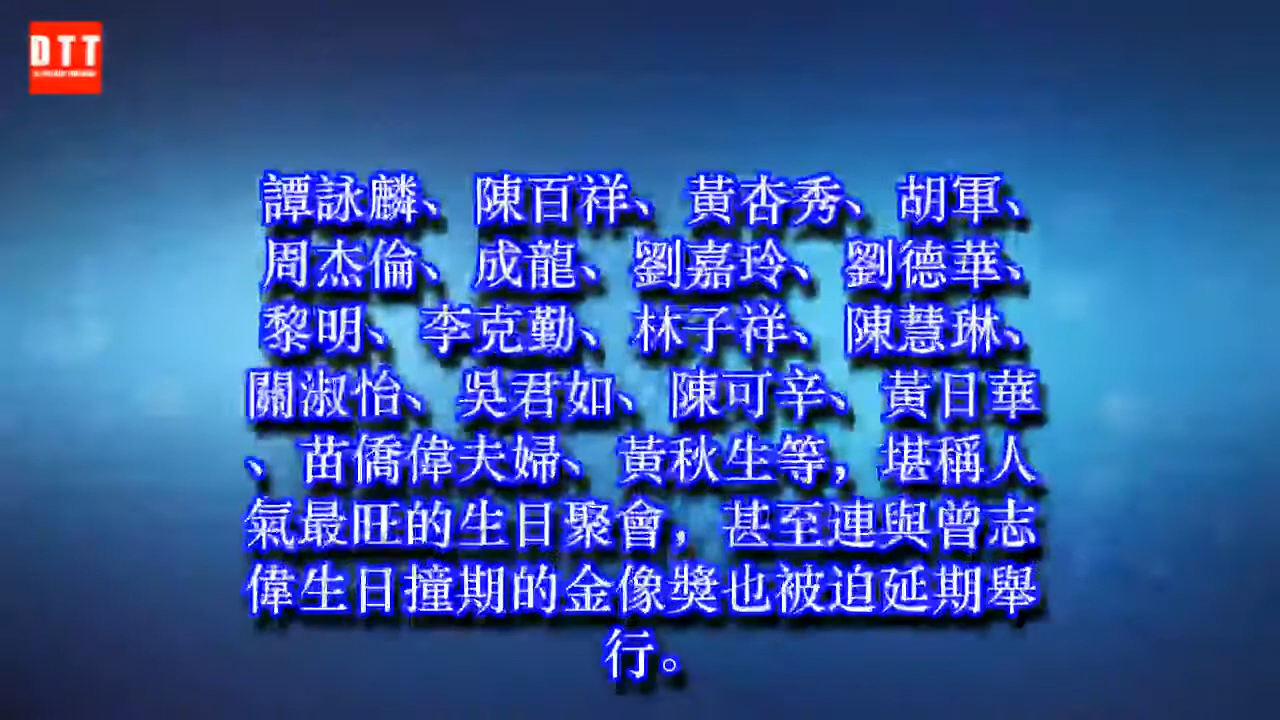 DTT
譚詠麟、陳百祥、黃杏秀、胡軍、
周杰倫、成龍、劉嘉玲、劉德華、
黎明、李克勤、林子祥、陳慧琳、
關淑怡、吳君如、陳可辛、黃日華
、苗僑偉夫婦、黃秋生等，堪稱人
氣最旺的生日聚會，甚至連與曾志
偉生日撞期的金像獎也被迫延期舉
行。